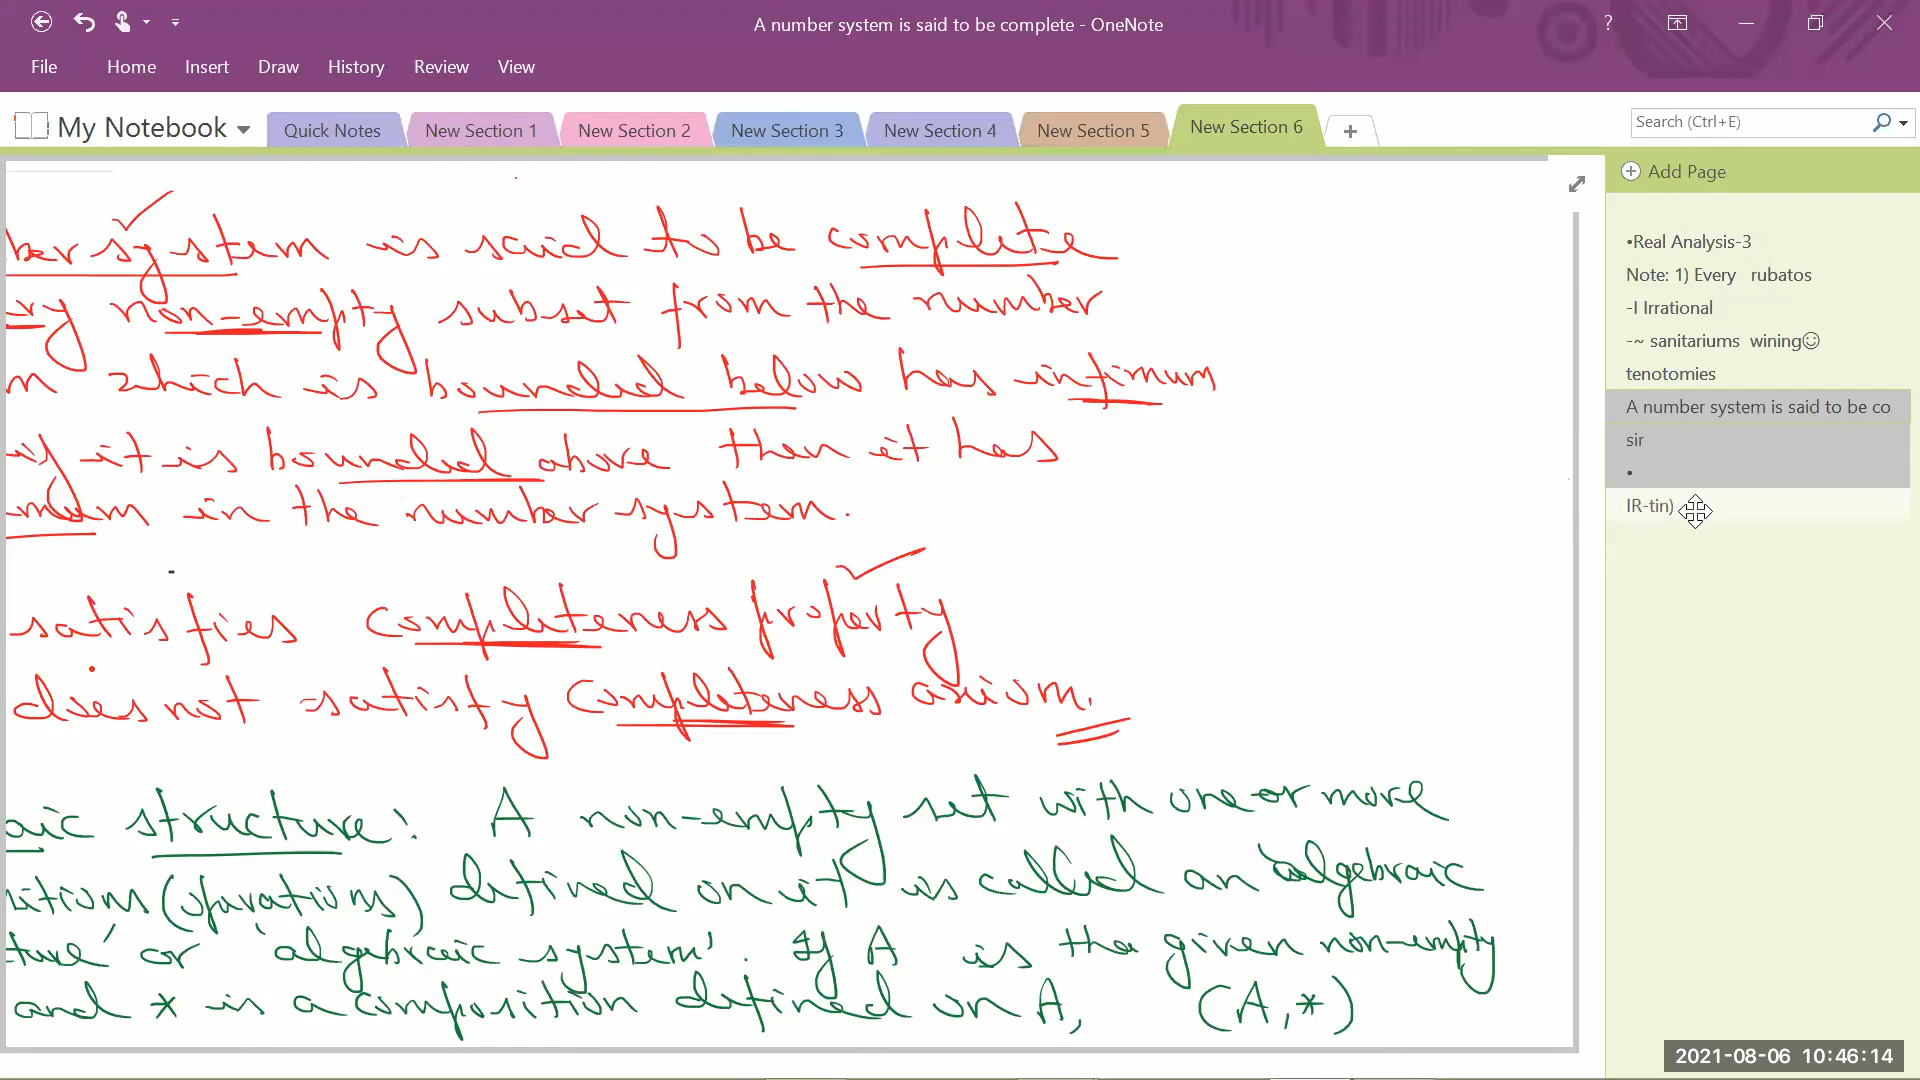 A number system is said to be complete - OneNote
?
File Home Insert Draw History Review View
My Notebook Quick Notes New Section 1 New Section 2 New Section 3 New Section 4 New Section 5 New Section 6 +
Search (Ctrl+E)
Add Page
•Real Analysis-3
Note: 1) Every rubatos
-I Irrational
-~ sanitariums wining☺
tenotomies
A number system is said to be co
sir
•
IR-tin)
ber system is said to be complete
ry non-empty subset from the number
m which is bounded below has infimum
if it is bounded above then it has
mum in the number system.
satisfies Completeness property
does not satisfy Completeness axiom.
aic structure: A non-empty set with one or more
sitions (operations) defined on it is called an 'algebraic
ture' or 'algebraic system'. If A is the given non-empty
and * is a composition defined on A, (A, *)
2021-08-06 10:46:14